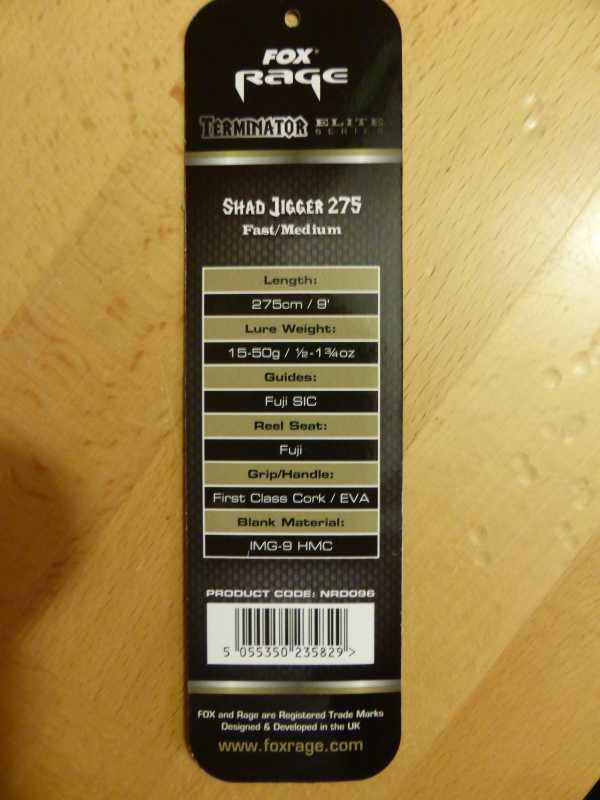 FOX®
RAGE
TERMINATOR ELITE
SERIES
SHAD JIGGER 275
Fast/Medium
Length:
275cm / 9'
Lure Weight:
15-50g / ½-1¾oz
Guides:
Fuji SIC
Reel Seat:
Fuji
Grip/Handle:
First Class Cork / EVA
Blank Material:
IMG-9 HMC
PRODUCT CODE: NRD096
5 055350 235829 >
FOX and Rage are Registered Trade Marks
Designed & Developed in the UK
www.foxrage.com